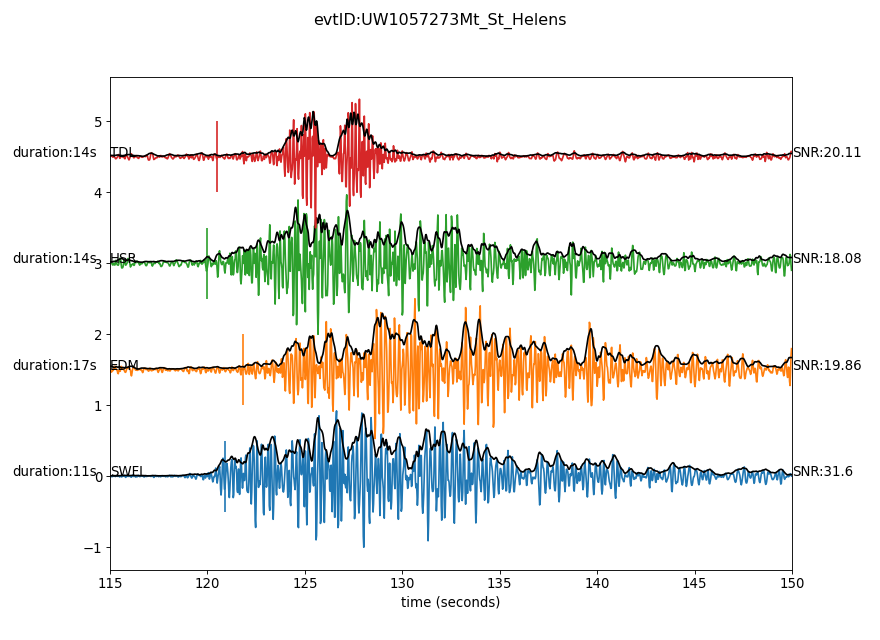 evtID:UW1057273Mt_St_Helens
5
duration:14s TDL SNR:20.11
4
duration:14s HSR SNR:18.08
3
2
duration:17s EDM SNR:19.86
1
duration:11s SWFL SNR:31.6
0
−1
115 120 125 130 135 140 145 150
time (seconds)